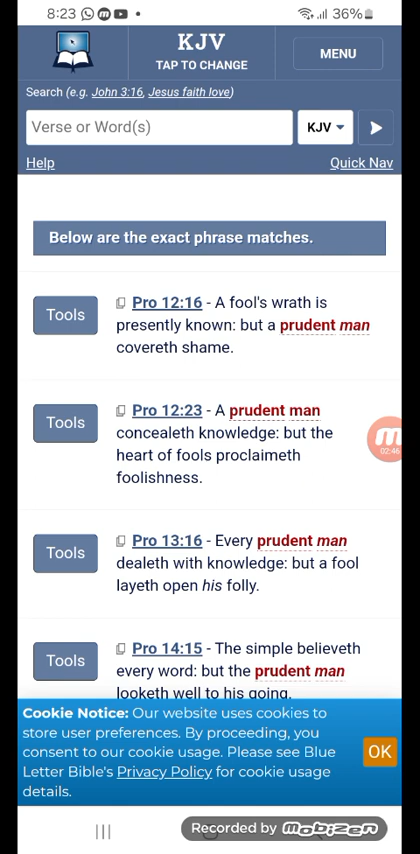 8:23 36%
KJV
TAP TO CHANGE
MENU
Search (e.g. John 3:16, Jesus faith love)
Verse or Word(s)
KJV
Help Quick Nav
Below are the exact phrase matches.
Tools
Pro 12:16 - A fool's wrath is
presently known: but a prudent man
covereth shame.
Tools
Pro 12:23 - A prudent man
concealeth knowledge: but the
heart of fools proclaimeth
foolishness.
02:46
Tools
Pro 13:16 - Every prudent man
dealeth with knowledge: but a fool
layeth open his folly.
Tools
Pro 14:15 - The simple believeth
every word: but the prudent man
looketh well to his going.
Cookie Notice: Our website uses cookies to
store user preferences. By proceeding, you
consent to our cookie usage. Please see Blue
Letter Bible's Privacy Policy for cookie usage
details.
OK
Recorded by mobizen